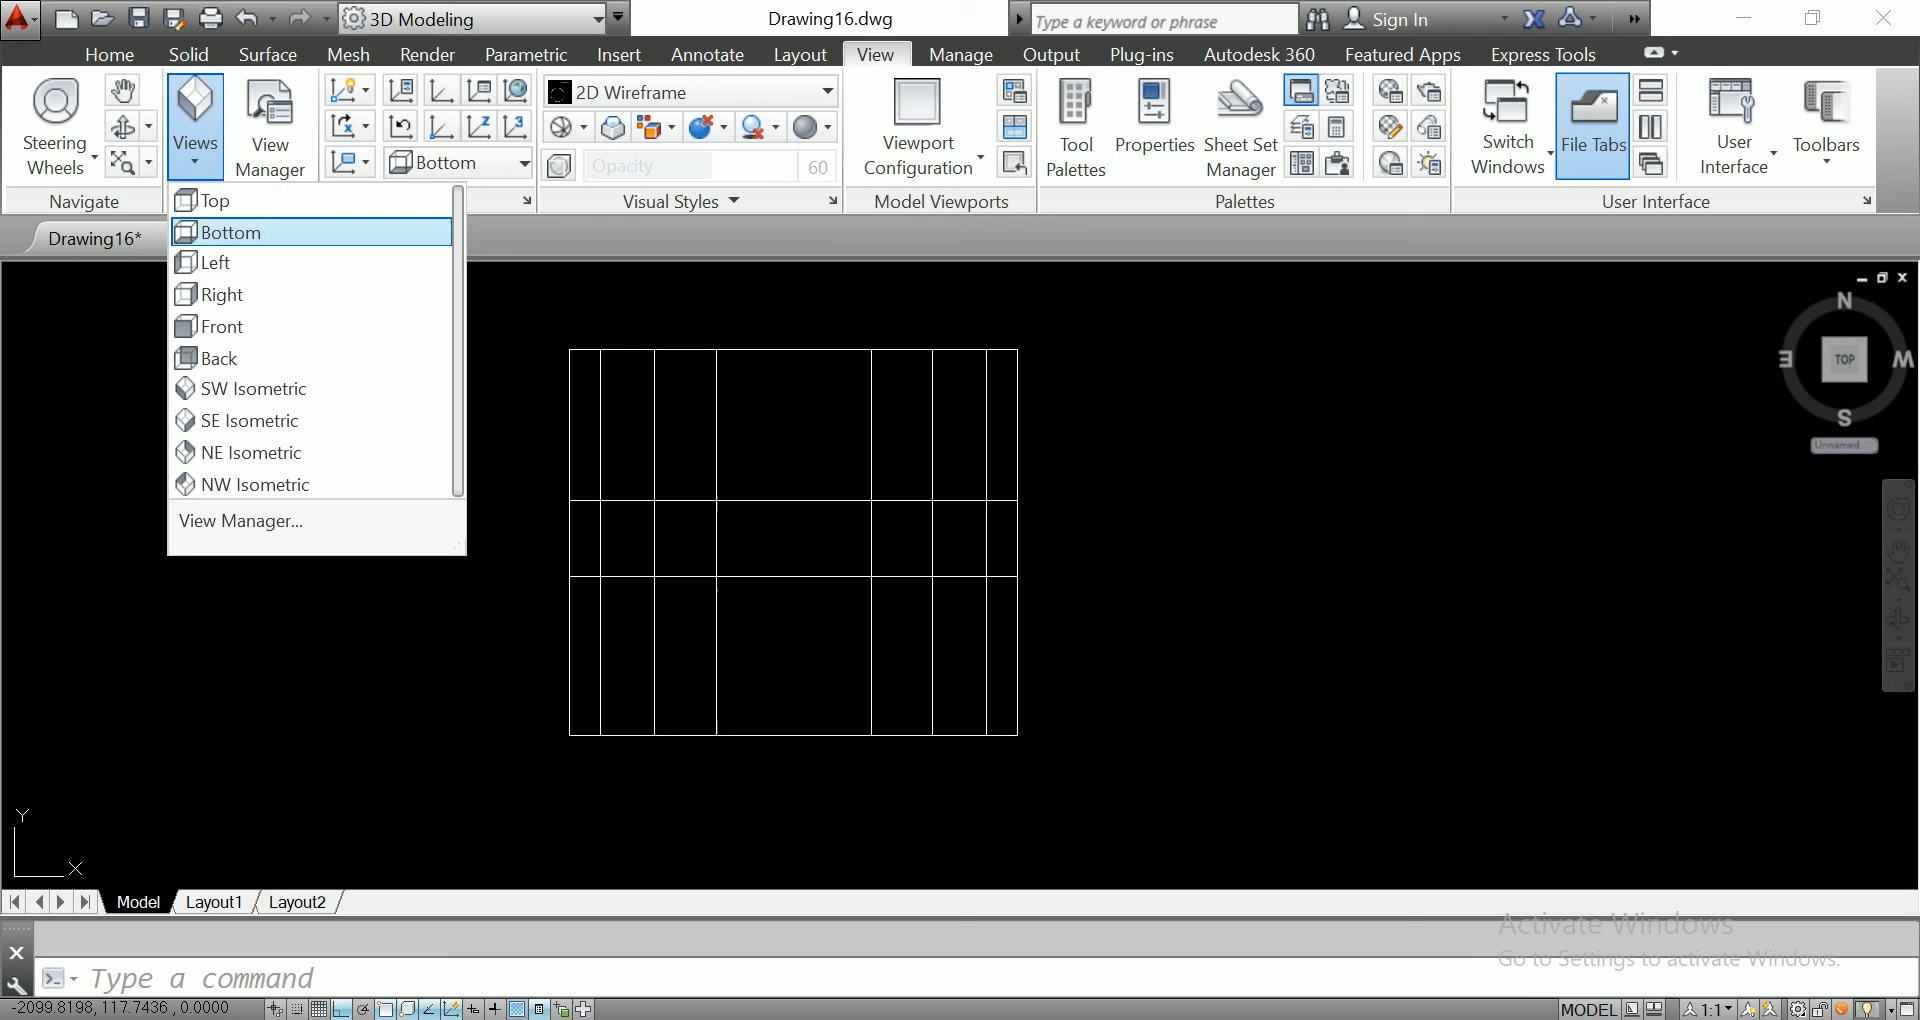 3D Modeling
Drawing16.dwg
Type a keyword or phrase
Sign In
Home Solid Surface Mesh Render Parametric Insert Annotate Layout View Manage Output Plug-ins Autodesk 360 Featured Apps Express Tools
Steering Wheels
Views
View Manager
Bottom
2D Wireframe
Opacity 60
Viewport Configuration
Tool Palettes
Properties
Sheet Set Manager
Switch Windows
File Tabs
User Interface
Toolbars
Navigate
Visual Styles
Model Viewports
Palettes
User Interface
Drawing16*
Top
Bottom
Left
Right
Front
Back
SW Isometric
SE Isometric
NE Isometric
NW Isometric
View Manager...
N
E
TOP
W
S
Unnamed
Y
X
Model Layout1 Layout2
Activate Windows
Go to Settings to activate Windows.
Type a command
-2099.8198, 117.7436, 0.0000
MODEL
1:1